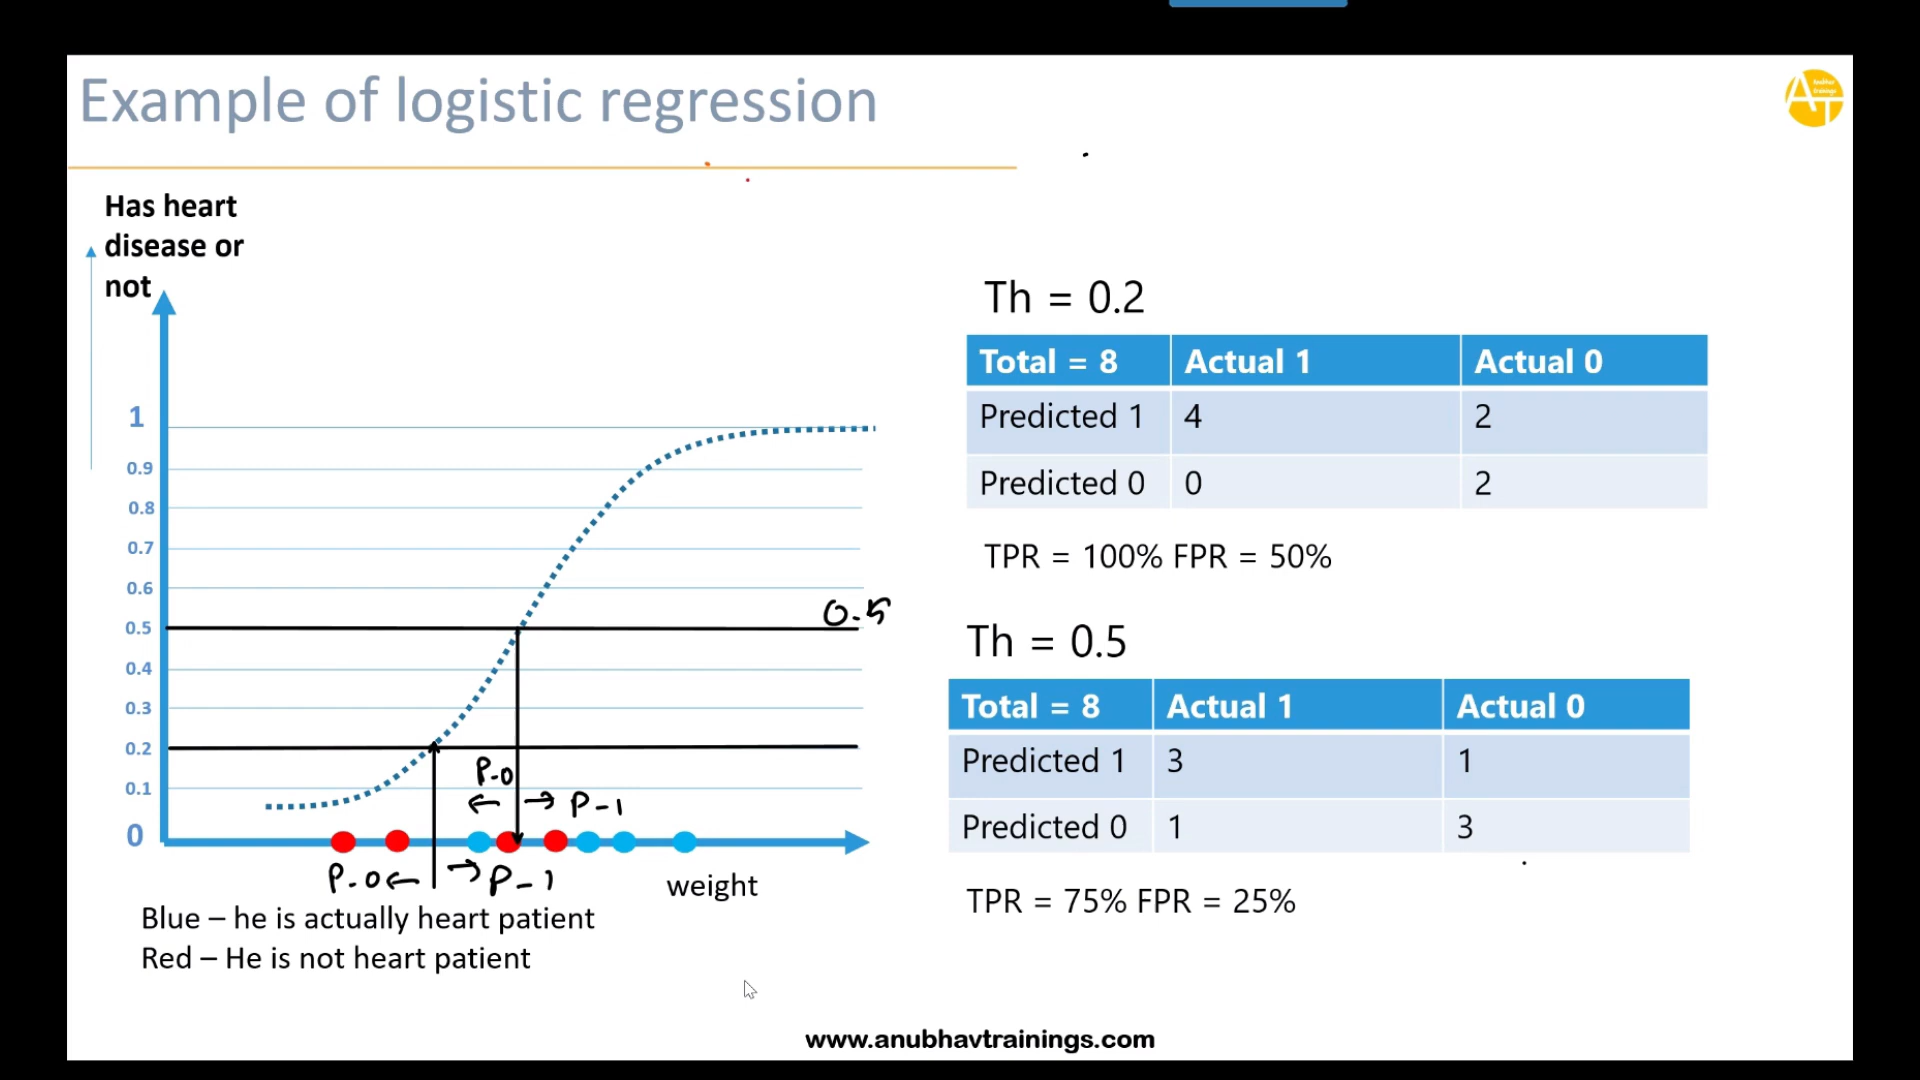 Example of logistic regression
Anubhav
Trainings
AT
Has heart
disease or
not
1
0.9
0.8
0.7
0.6
0.5
0.4
0.3
0.2
0.1
0
0.5
P-0
P-1
P-0
P-1
weight
Blue – he is actually heart patient
Red – He is not heart patient
Th = 0.2
Total = 8 Actual 1 Actual 0
Predicted 1 4 2
Predicted 0 0 2
TPR = 100% FPR = 50%
Th = 0.5
Total = 8 Actual 1 Actual 0
Predicted 1 3 1
Predicted 0 1 3
TPR = 75% FPR = 25%
www.anubhavtrainings.com